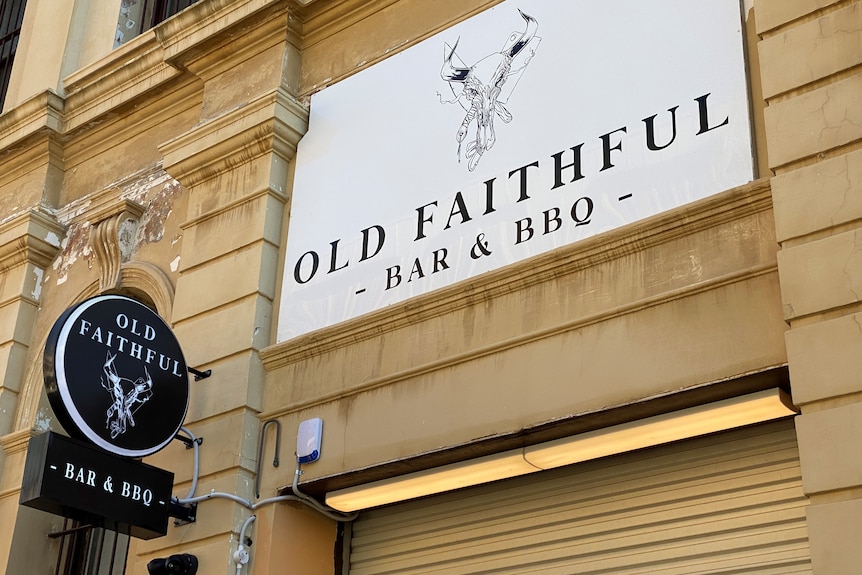 OLD FAITHFUL
- BAR & BBQ -
OLD
FAITHFUL
- BAR & BBQ -